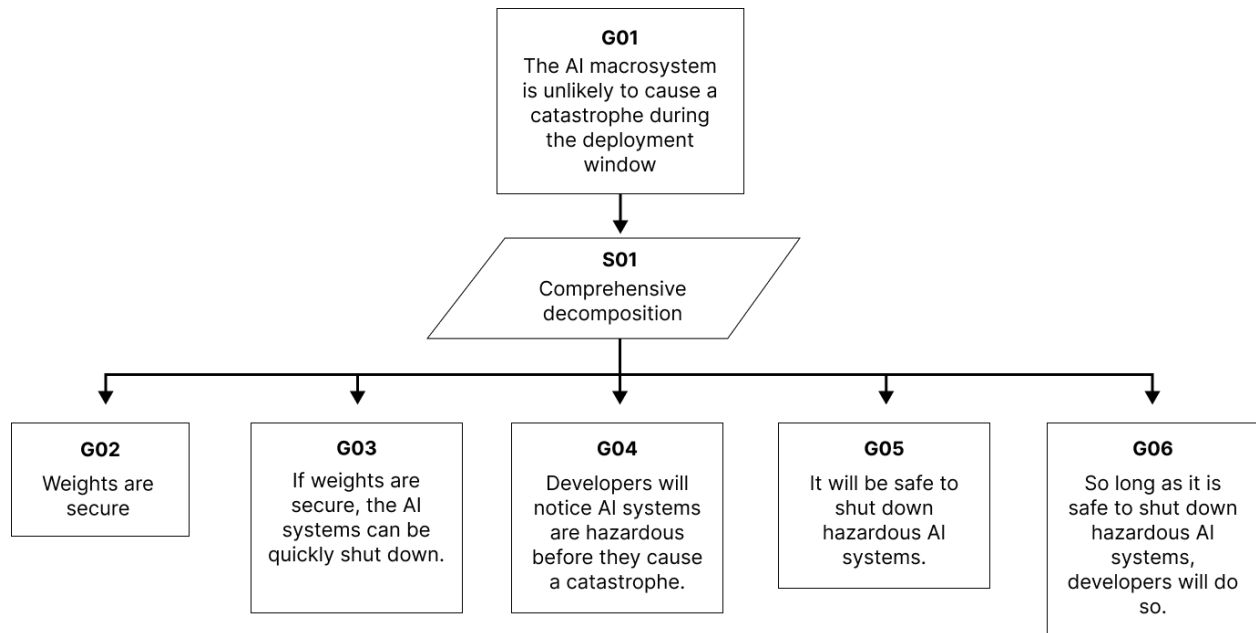 G01
The AI macrosystem
is unlikely to cause a
catastrophe during
the deployment
window
S01
Comprehensive
decomposition
G02
Weights are
secure
G03
If weights are
secure, the AI
systems can be
quickly shut down.
G04
Developers will
notice AI systems
are hazardous
before they cause
a catastrophe.
G05
It will be safe to
shut down
hazardous AI
systems.
G06
So long as it is
safe to shut down
hazardous AI
systems,
developers will do
so.